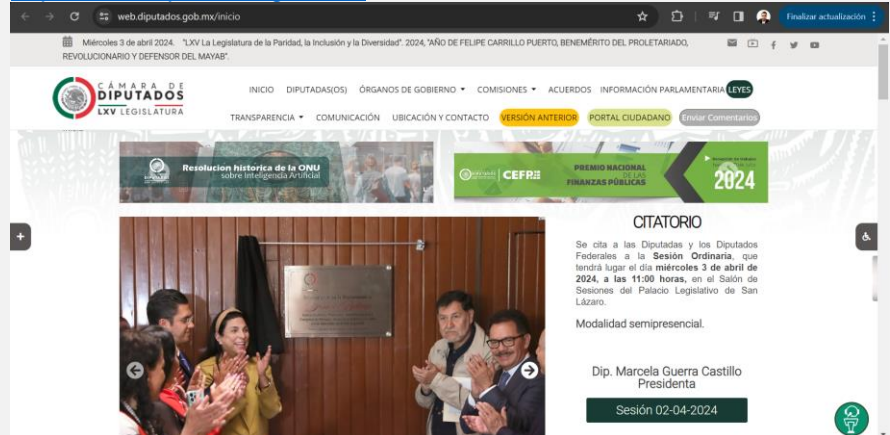 web.diputados.gob.mx/inicio
Finalizar actualización
Miércoles 3 de abril 2024. "LXV La Legislatura de la Paridad, la Inclusión y la Diversidad". 2024, "AÑO DE FELIPE CARRILLO PUERTO, BENEMÉRITO DEL PROLETARIADO,
REVOLUCIONARIO Y DEFENSOR DEL MAYAB".
CÁMARA DE
DIPUTADOS
LXV LEGISLATURA
INICIO DIPUTADAS(OS) ÓRGANOS DE GOBIERNO COMISIONES ACUERDOS INFORMACIÓN PARLAMENTARIA LEYES
TRANSPARENCIA COMUNICACIÓN UBICACIÓN Y CONTACTO VERSIÓN ANTERIOR PORTAL CIUDADANO Enviar Comentarios
Resolucion historica de la ONU
sobre Inteligencia Artificial
CEFP
PREMIO NACIONAL
DE LAS
FINANZAS PÚBLICAS
2024
CITATORIO
Se cita a las Diputadas y los Diputados
Federales a la Sesión Ordinaria, que
tendrá lugar el día miércoles 3 de abril de
2024, a las 11:00 horas, en el Salón de
Sesiones del Palacio Legislativo de San
Lázaro.
Modalidad semipresencial.
Dip. Marcela Guerra Castillo
Presidenta
Sesión 02-04-2024